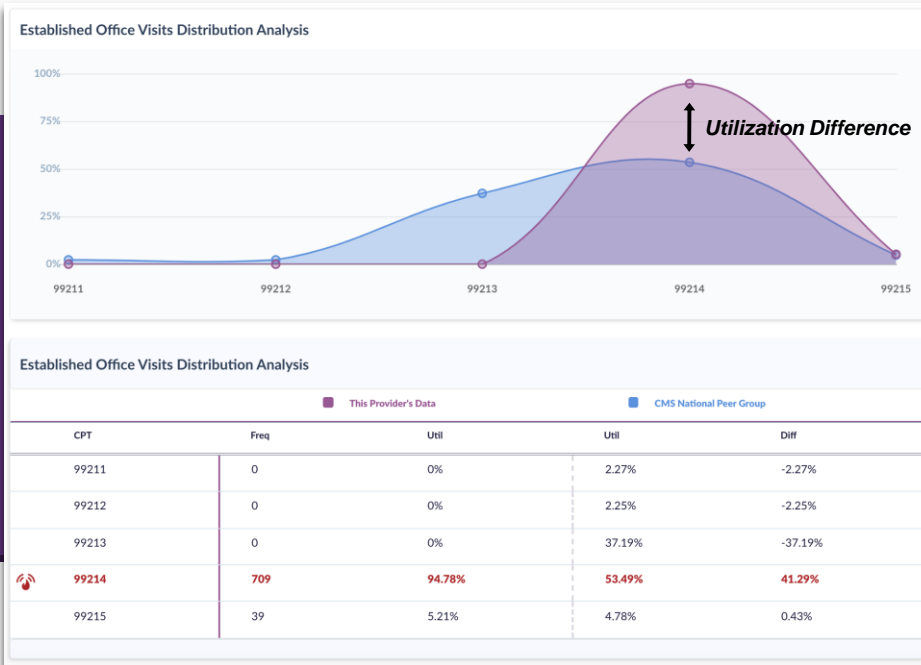 Established Office Visits Distribution Analysis
100%
75%
Utilization Difference
50%
25%
0%
99211 99212 99213 99214 99215
Established Office Visits Distribution Analysis
This Provider's Data CMS National Peer Group
CPT Freq Util Util Diff
99211 0 0% 2.27% -2.27%
99212 0 0% 2.25% -2.25%
99213 0 0% 37.19% -37.19%
99214 709 94.78% 53.49% 41.29%
99215 39 5.21% 4.78% 0.43%